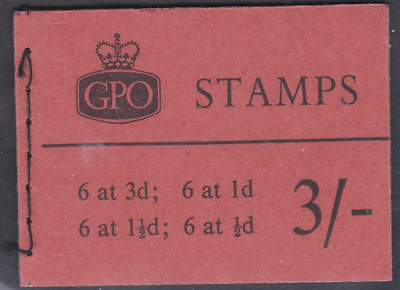 GPO STAMPS
6 at 3d; 6 at 1d
6 at 1½d; 6 at ½d
3/-